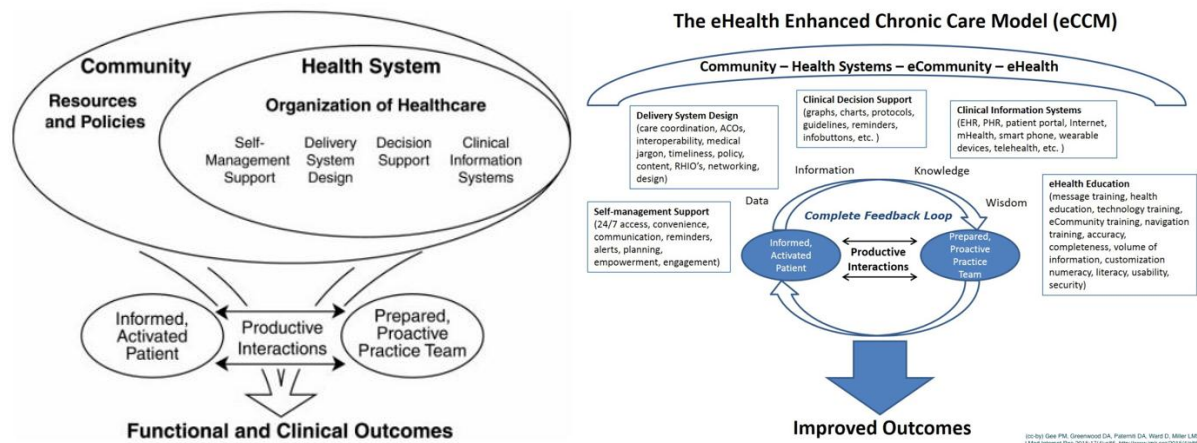 Community
Resources
and Policies
Health System
Organization of Healthcare
Self-
Management
Support
Delivery
System
Design
Decision
Support
Clinical
Information
Systems
Informed,
Activated
Patient
Productive
Interactions
Prepared,
Proactive
Practice Team
Functional and Clinical Outcomes
The eHealth Enhanced Chronic Care Model (eCCM)
Community – Health Systems – eCommunity – eHealth
Delivery System Design
(care coordination, ACOs,
interoperability, medical
jargon, timeliness, policy,
content, RHIO's, networking,
design)
Clinical Decision Support
(graphs, charts, protocols,
guidelines, reminders,
infobuttons, etc. )
Clinical Information Systems
(EHR, PHR, patient portal, Internet,
mHealth, smart phone, wearable
devices, telehealth, etc. )
Self-management Support
(24/7 access, convenience,
communication, reminders,
alerts, planning,
empowerment, engagement)
Data
Information
Knowledge
Wisdom
eHealth Education
(message training, health
education, technology training,
eCommunity training, navigation
training, accuracy,
completeness, volume of
information, customization
numeracy, literacy, usability,
security)
Complete Feedback Loop
Informed,
Activated
Patient
Productive
Interactions
Prepared,
Proactive
Practice
Team
Improved Outcomes
(cc-by) Gee PM, Greenwood DA, Paterniti DA, Ward D, Miller LM